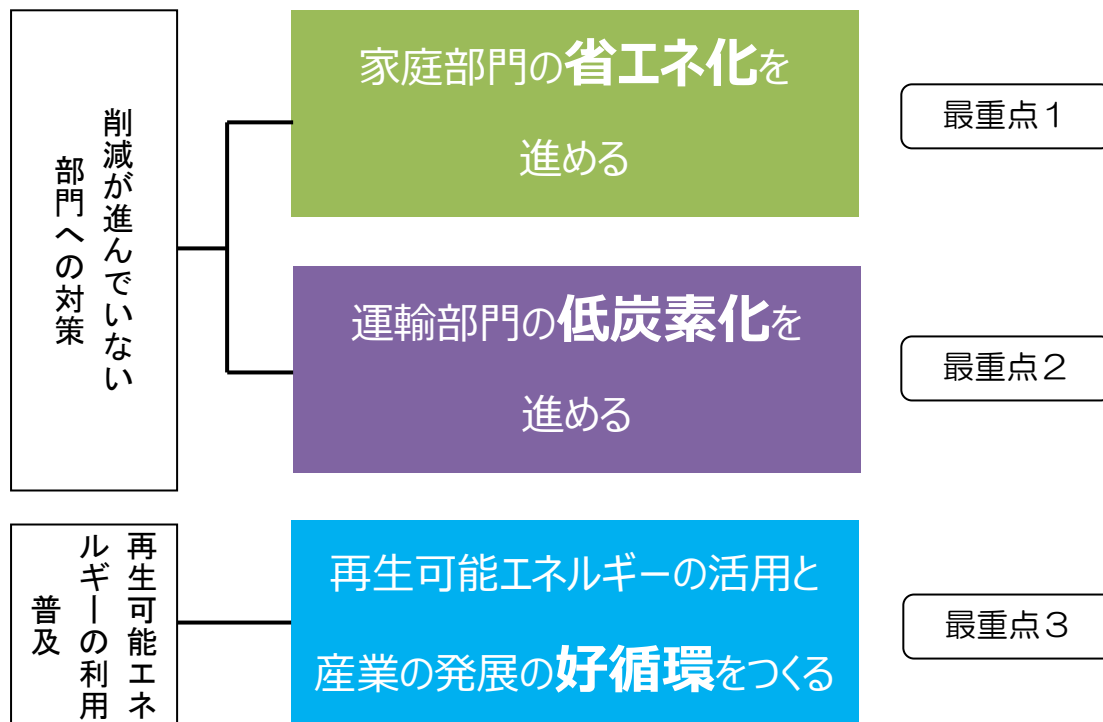 削減が進んでいない
部門への対策
家庭部門の省エネ化を
進める
最重点1
運輸部門の低炭素化を
進める
最重点2
再生可能エネ
ルギーの利用
普及
再生可能エネルギーの活用と
産業の発展の好循環をつくる
最重点3